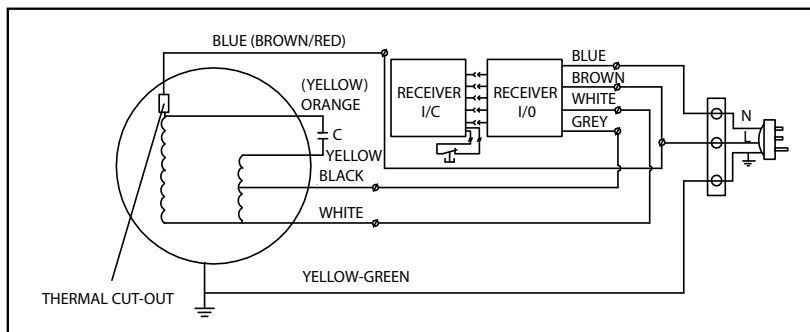 BLUE (BROWN/RED)
(YELLOW)
ORANGE
C
YELLOW
BLACK
WHITE
YELLOW-GREEN
THERMAL CUT-OUT
RECEIVER
I/C
RECEIVER
I/0
BLUE
BROWN
WHITE
GREY
N
L